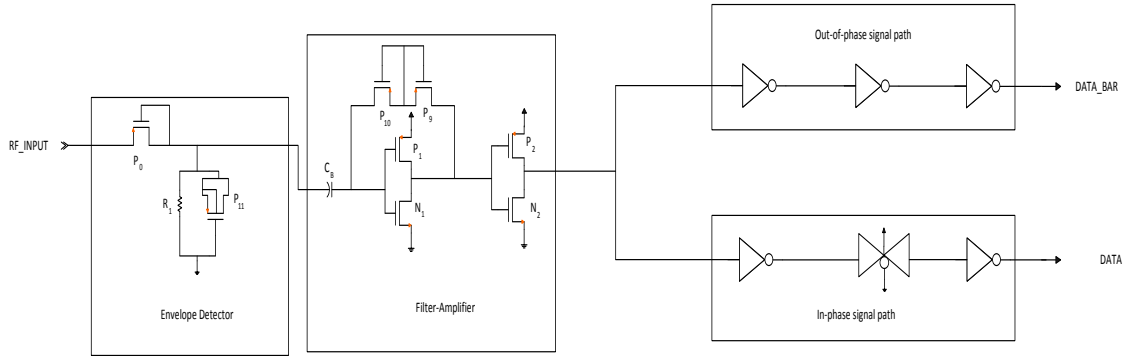 Out-of-phase signal path
DATA_BAR
P10
P9
RF_INPUT
P0
P1
P2
CB
R1
P11
N1
N2
DATA
Envelope Detector
Filter-Amplifier
In-phase signal path